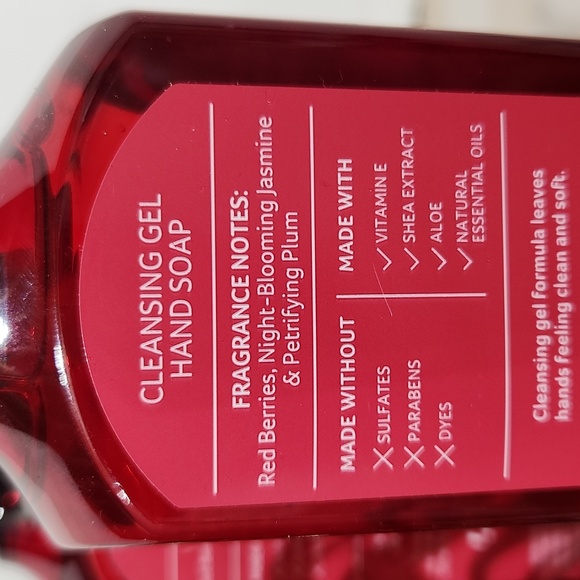 CLEANSING GEL
HAND SOAP
FRAGRANCE NOTES:
Red Berries, Night-Blooming Jasmine
& Petrifying Plum
MADE WITHOUT
✕ SULFATES
✕ PARABENS
✕ DYES
MADE WITH
✓ VITAMIN E
✓ SHEA EXTRACT
✓ ALOE
✓ NATURAL
ESSENTIAL OILS
Cleansing gel formula leaves
hands feeling clean and soft.